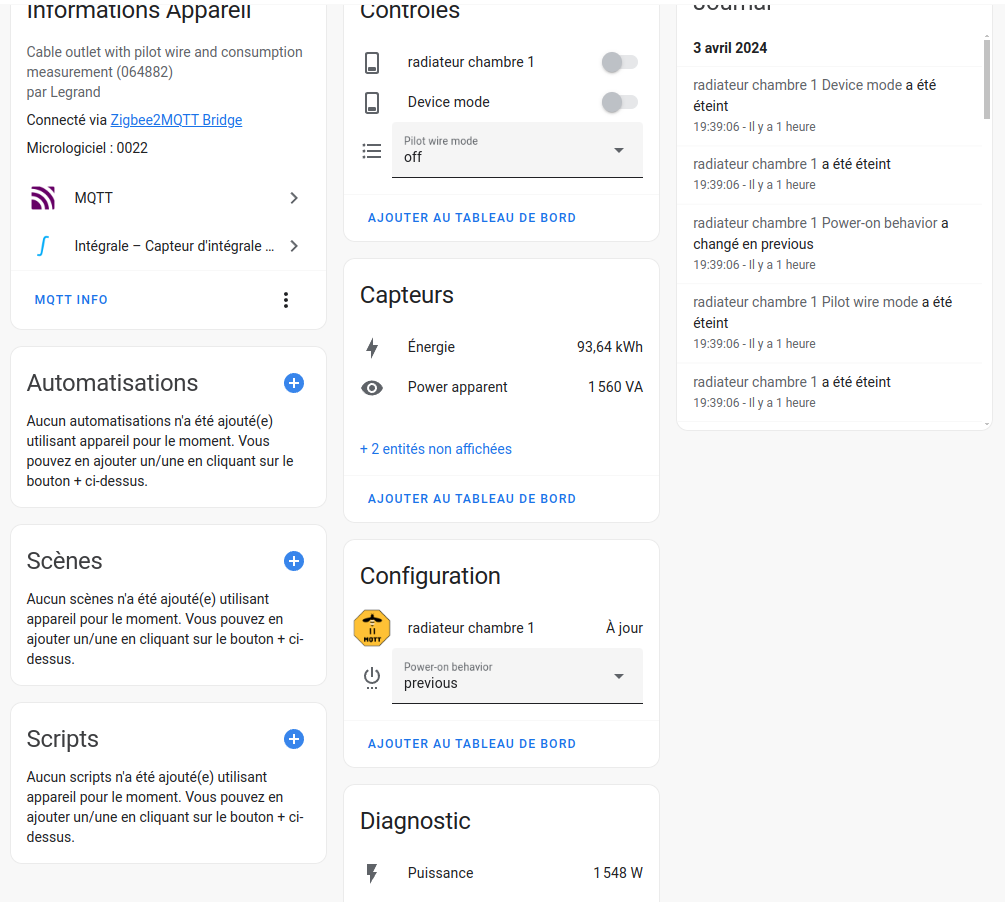 Informations Appareil
Cable outlet with pilot wire and consumption
measurement (064882)
par Legrand
Connecté via Zigbee2MQTT Bridge
Micrologiciel : 0022
MQTT
Intégrale – Capteur d'intégrale ...
MQTT INFO
Automatisations
Aucun automatisations n'a été ajouté(e)
utilisant appareil pour le moment. Vous
pouvez en ajouter un/une en cliquant sur le
bouton + ci-dessus.
Scènes
Aucun scènes n'a été ajouté(e) utilisant
appareil pour le moment. Vous pouvez en
ajouter un/une en cliquant sur le bouton + ci-
dessus.
Scripts
Aucun scripts n'a été ajouté(e) utilisant
appareil pour le moment. Vous pouvez en
ajouter un/une en cliquant sur le bouton + ci-
dessus.
Contrôles
radiateur chambre 1
Device mode
Pilot wire mode
off
AJOUTER AU TABLEAU DE BORD
Capteurs
Énergie 93,64 kWh
Power apparent 1 560 VA
+ 2 entités non affichées
AJOUTER AU TABLEAU DE BORD
Configuration
MQTT
radiateur chambre 1 À jour
Power-on behavior
previous
AJOUTER AU TABLEAU DE BORD
Diagnostic
Puissance 1 548 W
Journal
3 avril 2024
radiateur chambre 1 Device mode a été
éteint
19:39:06 - Il y a 1 heure
radiateur chambre 1 a été éteint
19:39:06 - Il y a 1 heure
radiateur chambre 1 Power-on behavior a
changé en previous
19:39:06 - Il y a 1 heure
radiateur chambre 1 Pilot wire mode a été
éteint
19:39:06 - Il y a 1 heure
radiateur chambre 1 a été éteint
19:39:06 - Il y a 1 heure